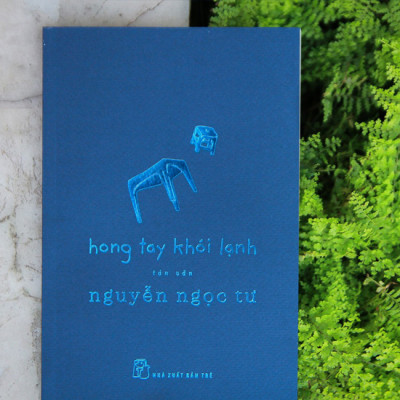 hong tay khói lạnh
tản văn
nguyễn ngọc tư
NHÀ XUẤT BẢN TRẺ